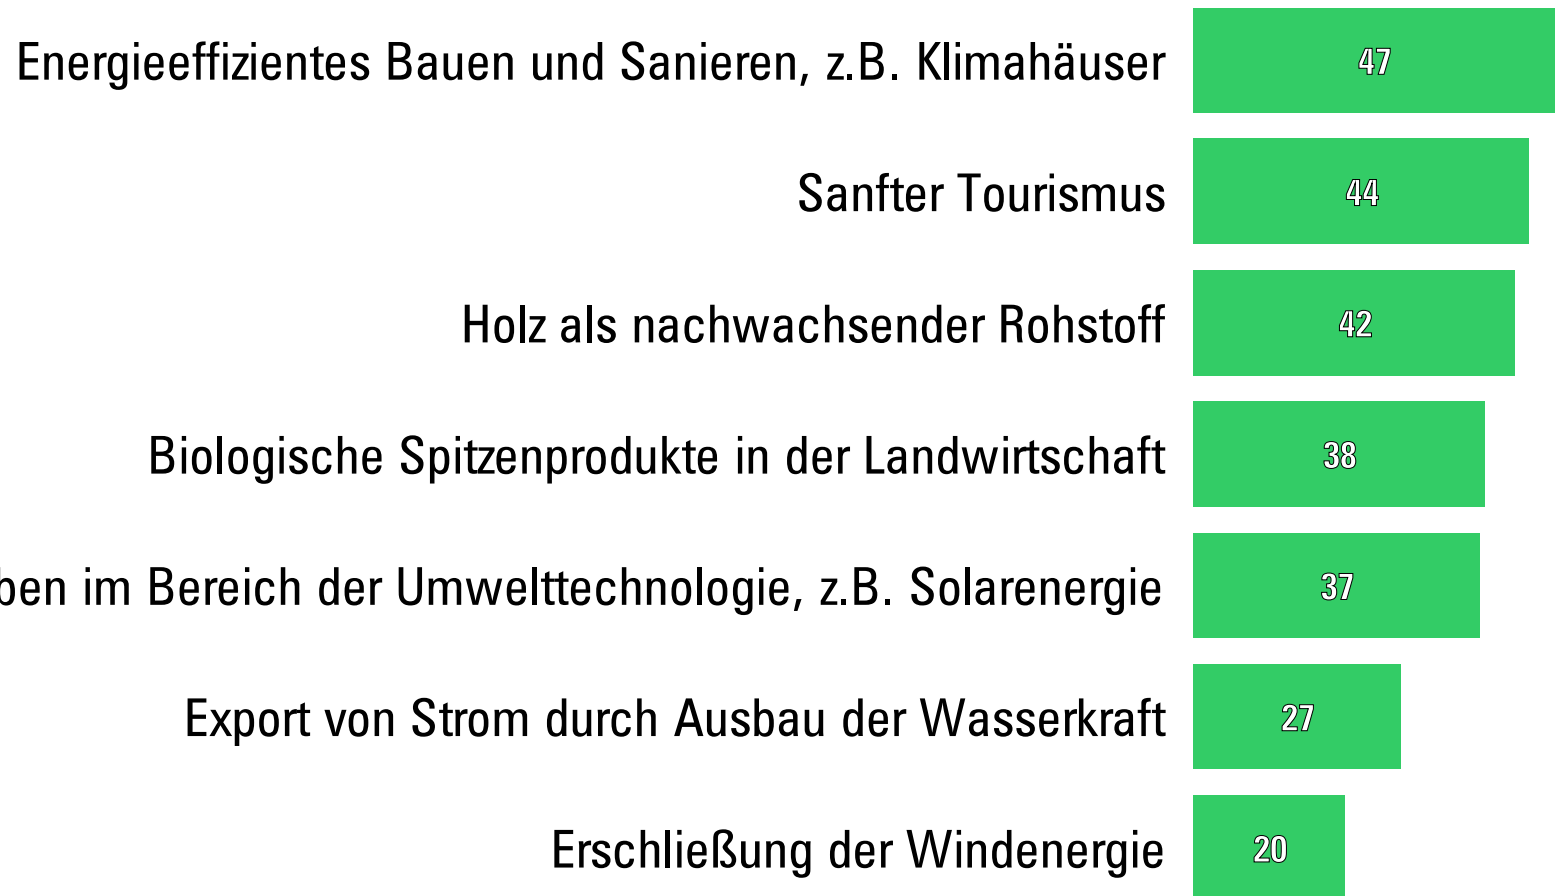 Energieeffizientes Bauen und Sanieren, z.B. Klimahäuser 47
Sanfter Tourismus 44
Holz als nachwachsender Rohstoff 42
Biologische Spitzenprodukte in der Landwirtschaft 38
im Bereich der Umwelttechnologie, z.B. Solarenergie 37
Export von Strom durch Ausbau der Wasserkraft 27
Erschließung der Windenergie 20